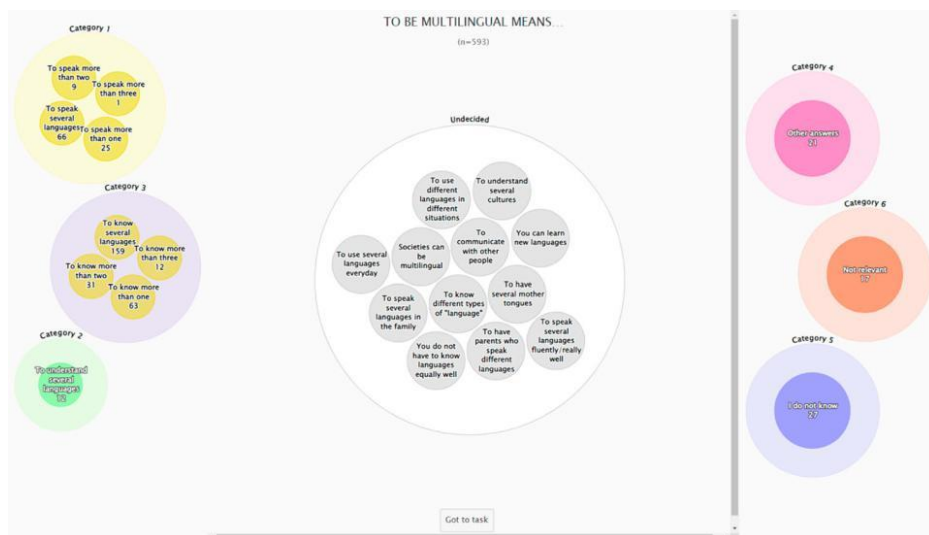 TO BE MULTILINGUAL MEANS...
(n=593)
Category 1
To speak more
than two
9
To speak more
than three
1
To speak
several
languages
66
To speak more
than one
25
Category 3
To know
several
languages
159
To know more
than three
12
To know more
than two
31
To know more
than one
63
Category 2
To understand
several
languages
12
Undecided
To use
different
languages in
different
situations
To understand
several
cultures
To use several
languages
everyday
Societies can
be
multilingual
To
communicate
with other
people
You can learn
new languages
To speak
several
languages in
the family
To know
different types
of "language"
To have
several mother
tongues
You do not
have to know
languages
equally well
To have
parents who
speak
different
languages
To speak
several
languages
fluently/really
well
Category 4
Other answers
21
Category 6
Not relevant
17
Category 5
I do not know
27
Got to task